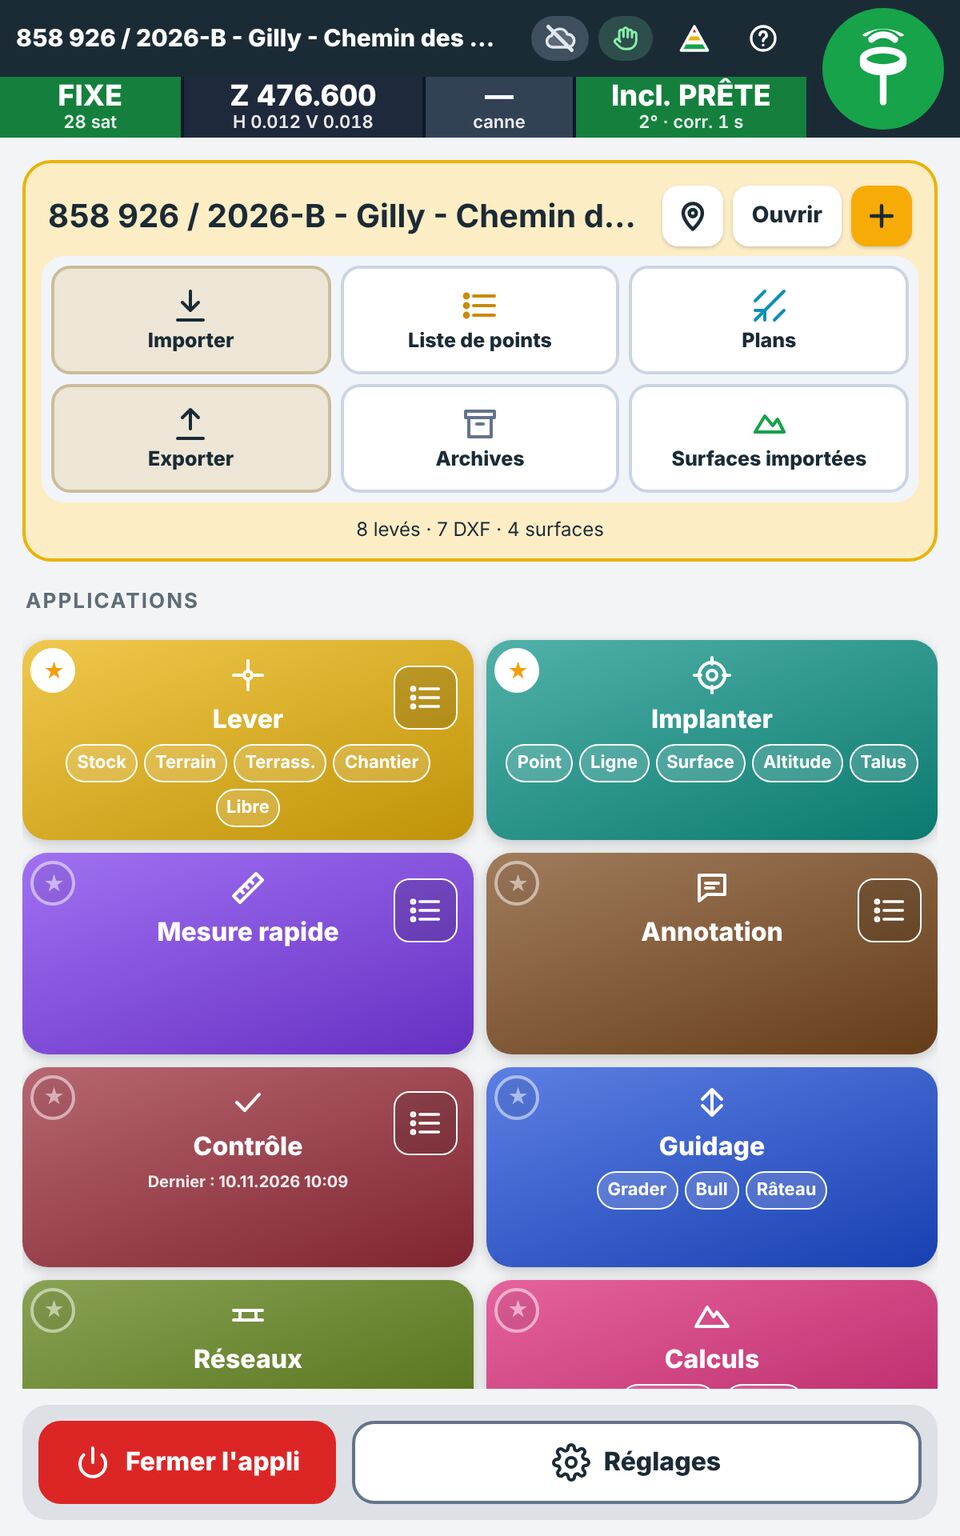 858 926 / 2026-B - Gilly - Chemin des ...
FIXE
28 sat
Z 476.600
H 0.012 V 0.018
—
canne
Incl. PRÊTE
2° · corr. 1 s
858 926 / 2026-B - Gilly - Chemin d...
Ouvrir
Importer
Liste de points
Plans
Exporter
Archives
Surfaces importées
8 levés · 7 DXF · 4 surfaces
APPLICATIONS
Lever
Stock Terrain Terrass. Chantier
Libre
Implanter
Point Ligne Surface Altitude Talus
Mesure rapide
Annotation
Contrôle
Dernier : 10.11.2026 10:09
Guidage
Grader Bull Râteau
Réseaux
Calculs
Fermer l'appli
Réglages